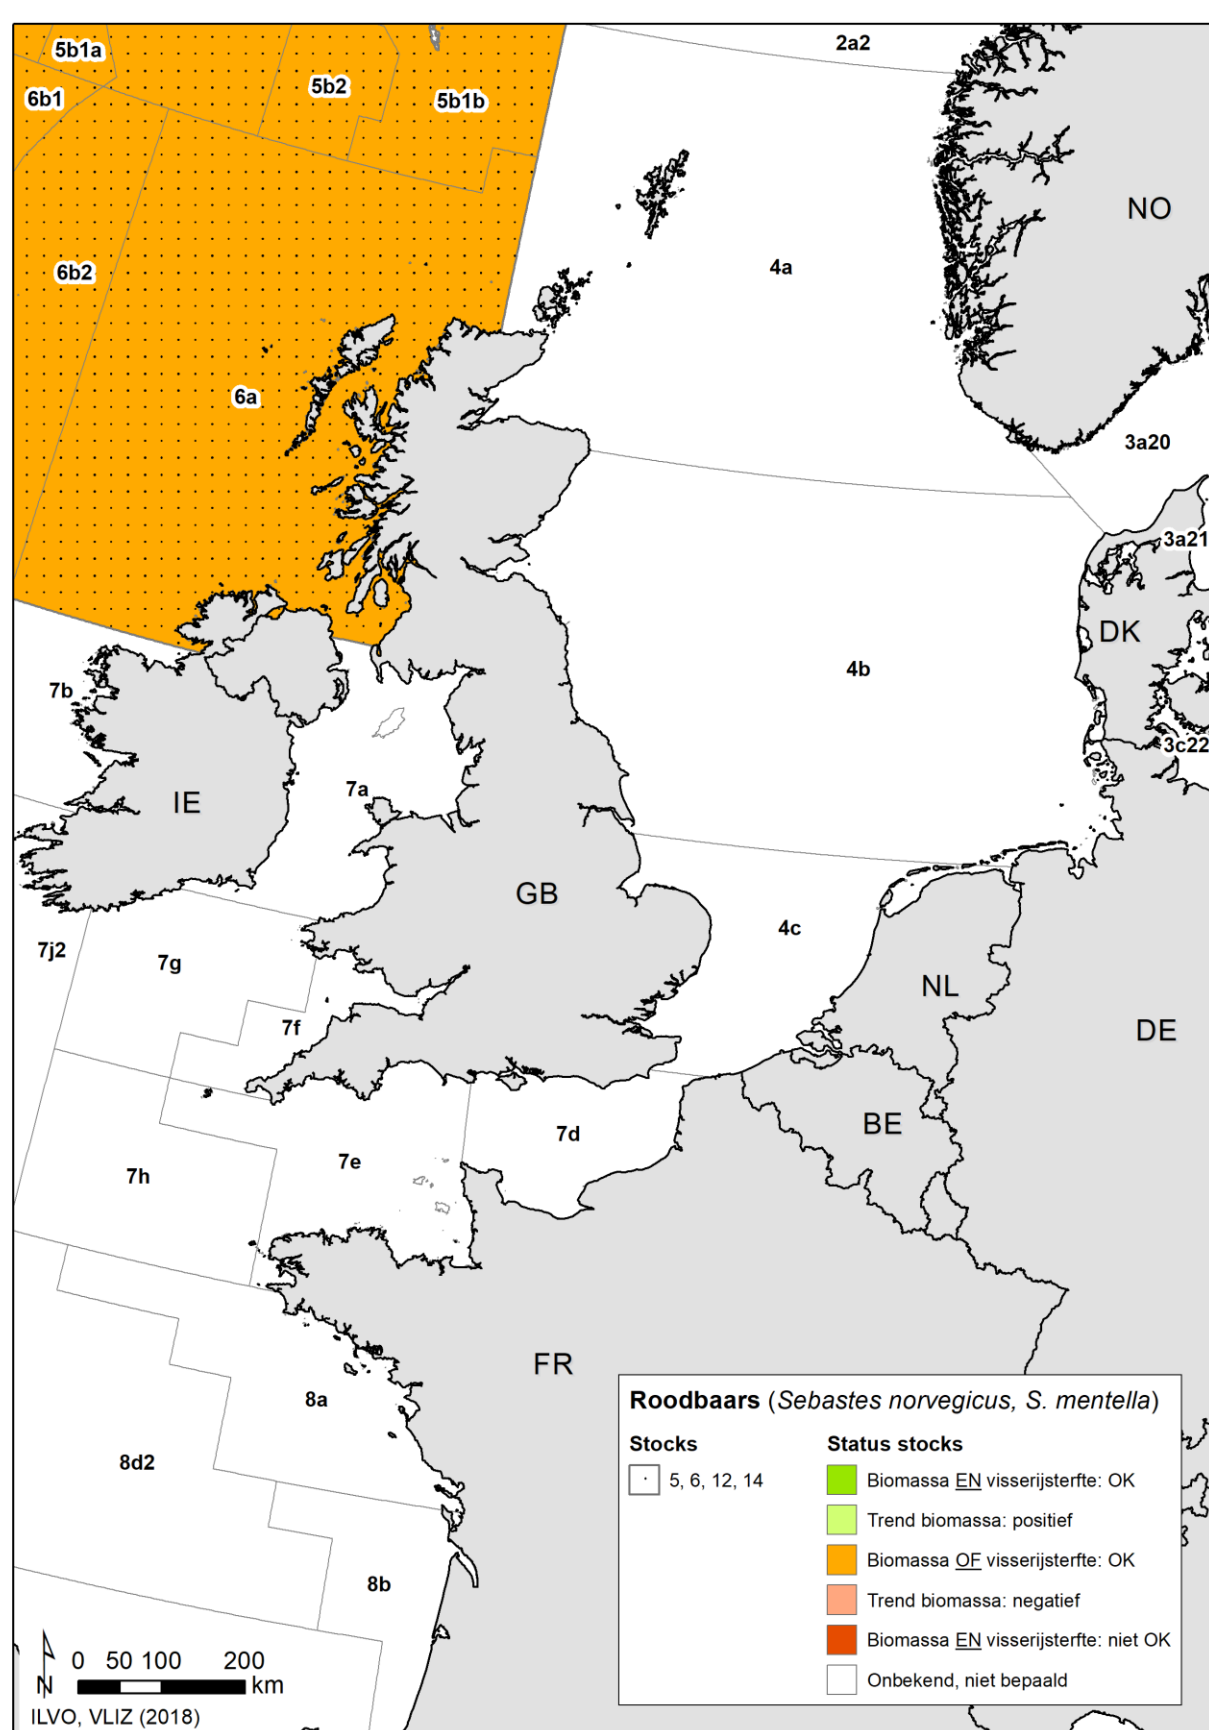 2a2
5b1a
5b2
5b1b
6b1
NO
6b2
4a
6a
3a20
3a21
DK
4b
7b
3c22
7a
IE
GB
4c
7j2
7g
NL
7f
DE
7d
BE
7e
7h
FR
8a
8d2
8b
Roodbaars (Sebastes norvegicus, S. mentella)
Stocks
5, 6, 12, 14
Status stocks
Biomassa EN visserijsterfte: OK
Trend biomassa: positief
Biomassa OF visserijsterfte: OK
Trend biomassa: negatief
Biomassa EN visserijsterfte: niet OK
Onbekend, niet bepaald
0 50 100 200
km
N
ILVO, VLIZ (2018)